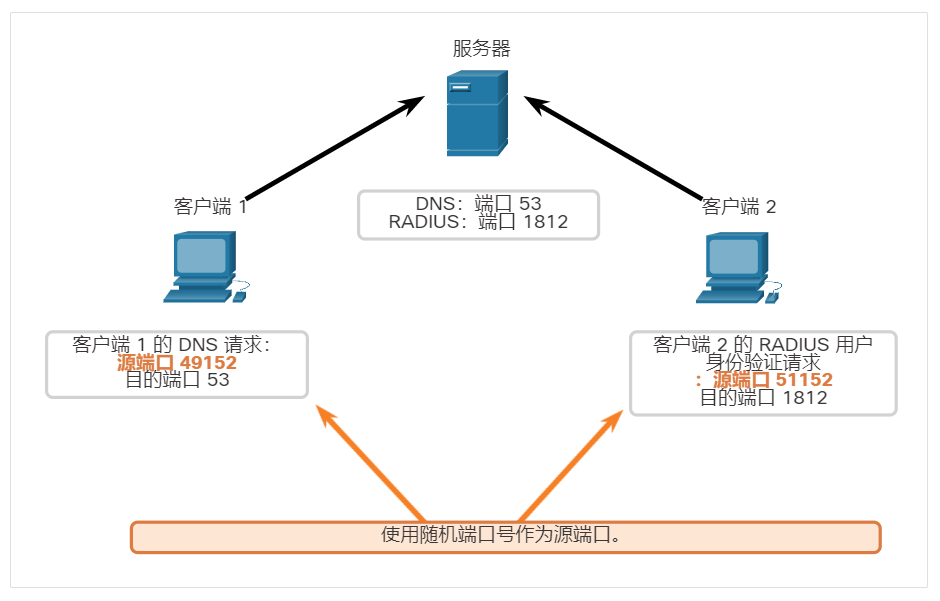 服务器
客户端 1
DNS：端口 53
RADIUS：端口 1812
客户端 2
客户端 1 的 DNS 请求：
源端口 49152
目的端口 53
客户端 2 的 RADIUS 用户
身份验证请求
：源端口 51152
目的端口 1812
使用随机端口号作为源端口。